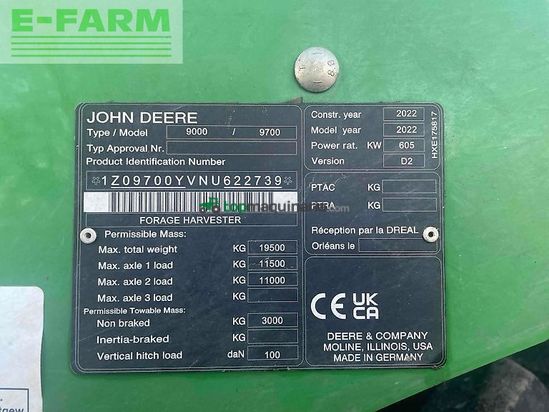 E-FARM
JOHN DEERE
Type / Model 9000 / 9700
Typ Approval Nr.
Product Identification Number
*1Z09700YVNU622739*
FORAGE HARVESTER
Permissible Mass:
Max. total weight KG 19500
Max. axle 1 load KG 11500
Max. axle 2 load KG 11000
Max. axle 3 load KG
Permissible Towable Mass:
Non braked KG 3000
Inertia-braked KG
Vertical hitch load daN 100
Constr. year 2022
Model year 2022
Power rat. KW 605
Version D2
PTAC KG
KG
Réception par la DREAL
Orléans le
CE UK
CA
DEERE & COMPANY
MOLINE, ILLINOIS, USA
MADE IN GERMANY
HXE175817
8.8